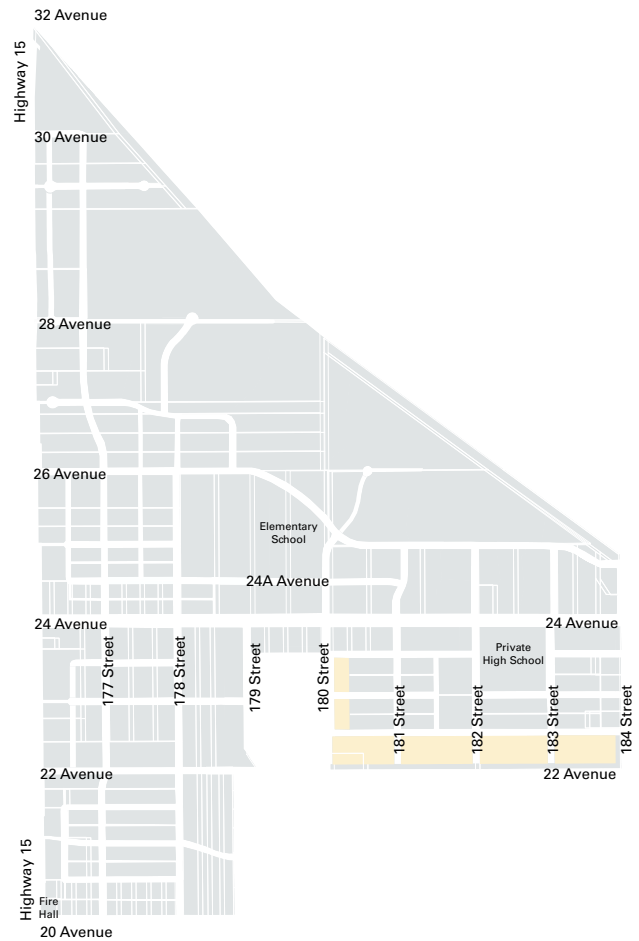 32 Avenue
Highway 15
30 Avenue
28 Avenue
26 Avenue
Elementary
School
24A Avenue
24 Avenue
24 Avenue
177 Street
178 Street
179 Street
180 Street
Private
High School
181 Street
182 Street
183 Street
184 Street
22 Avenue
22 Avenue
Highway 15
Fire
Hall
20 Avenue